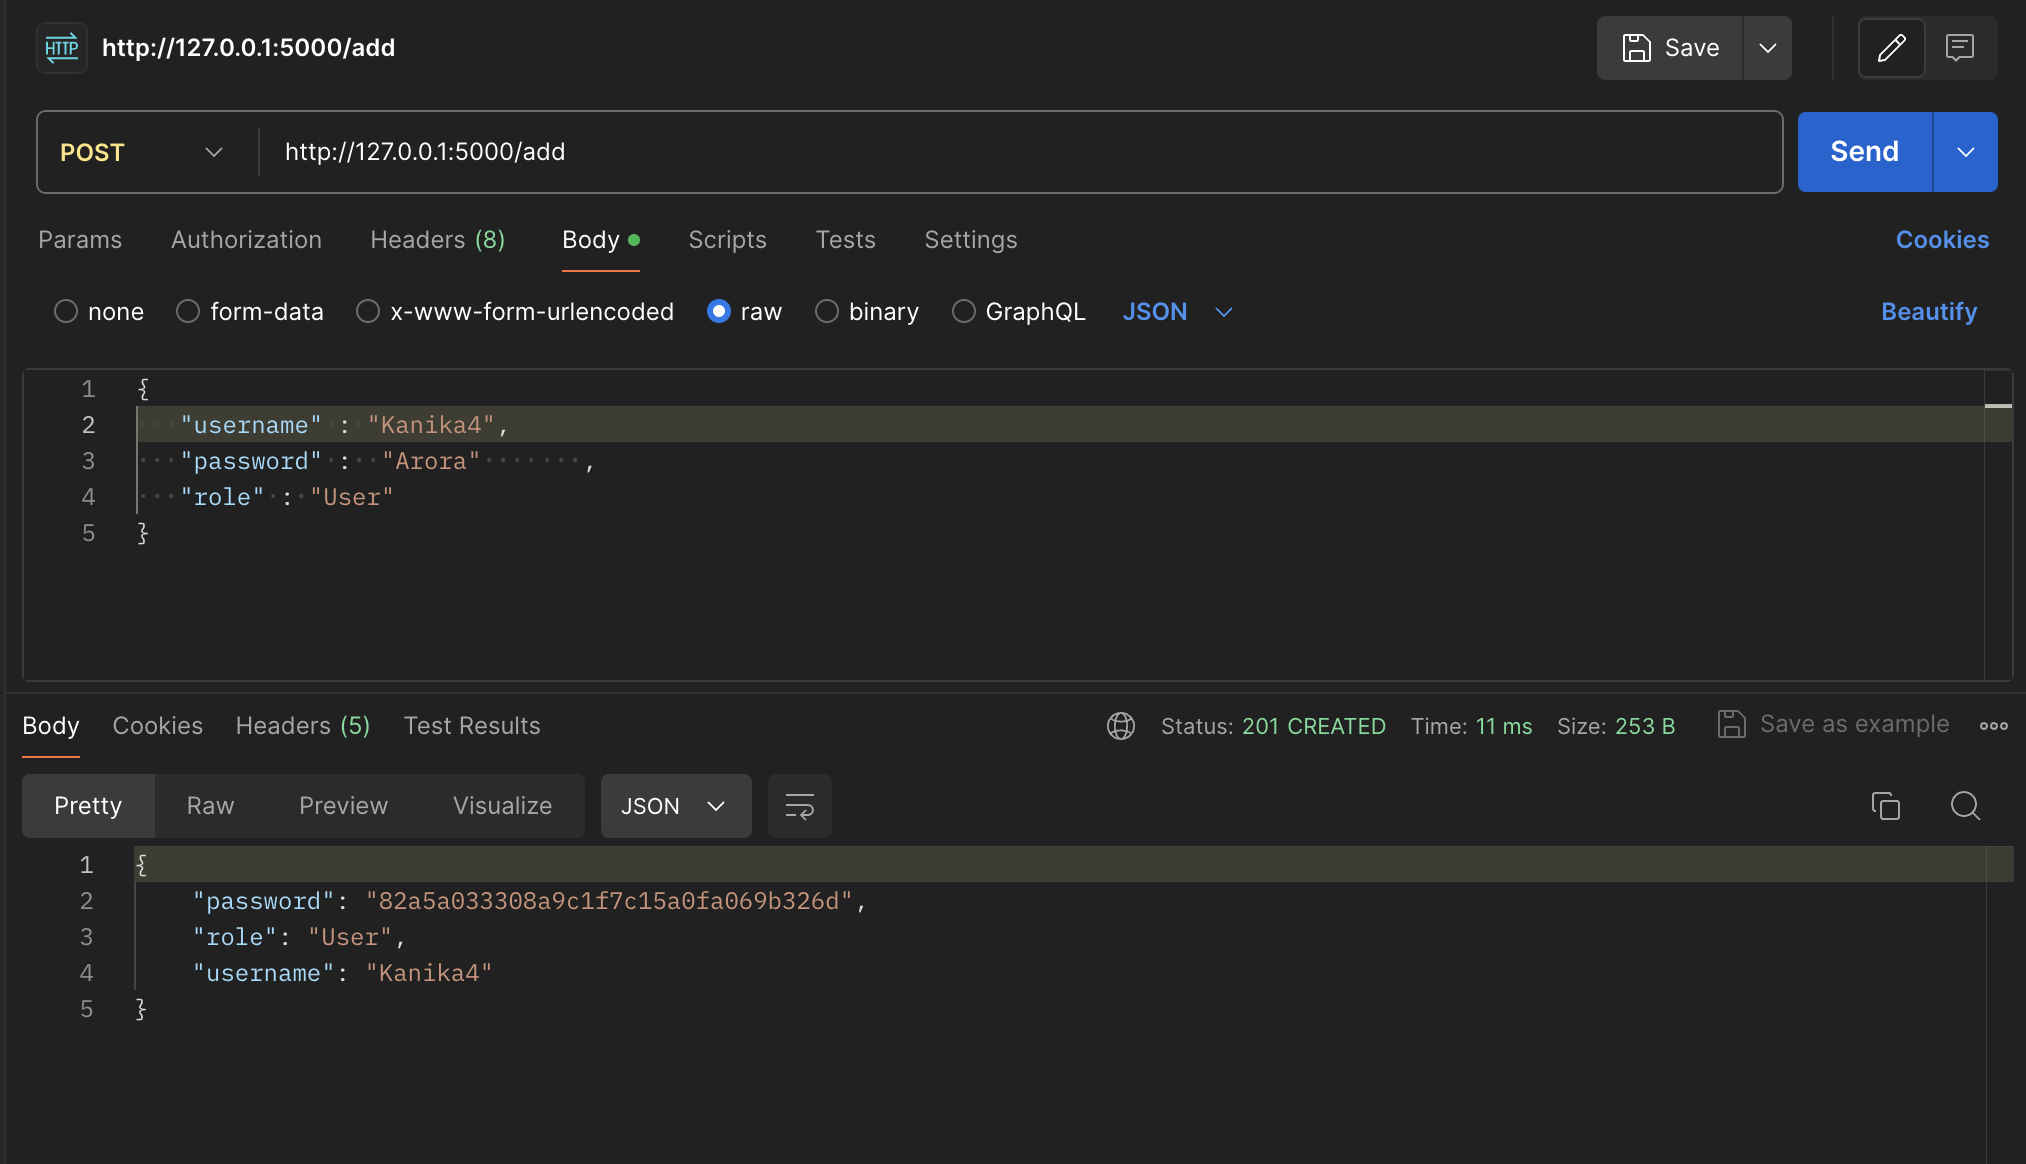 HTTP http://127.0.0.1:5000/add Save
POST http://127.0.0.1:5000/add Send
Params Authorization Headers (8) Body Scripts Tests Settings Cookies
none form-data x-www-form-urlencoded raw binary GraphQL JSON Beautify
1 {
2 "username" : "Kanika4",
3 "password" : "Arora" ,
4 "role" : "User"
5 }
Body Cookies Headers (5) Test Results Status: 201 CREATED Time: 11 ms Size: 253 B Save as example
Pretty Raw Preview Visualize JSON
1 {
2 "password": "82a5a033308a9c1f7c15a0fa069b326d",
3 "role": "User",
4 "username": "Kanika4"
5 }